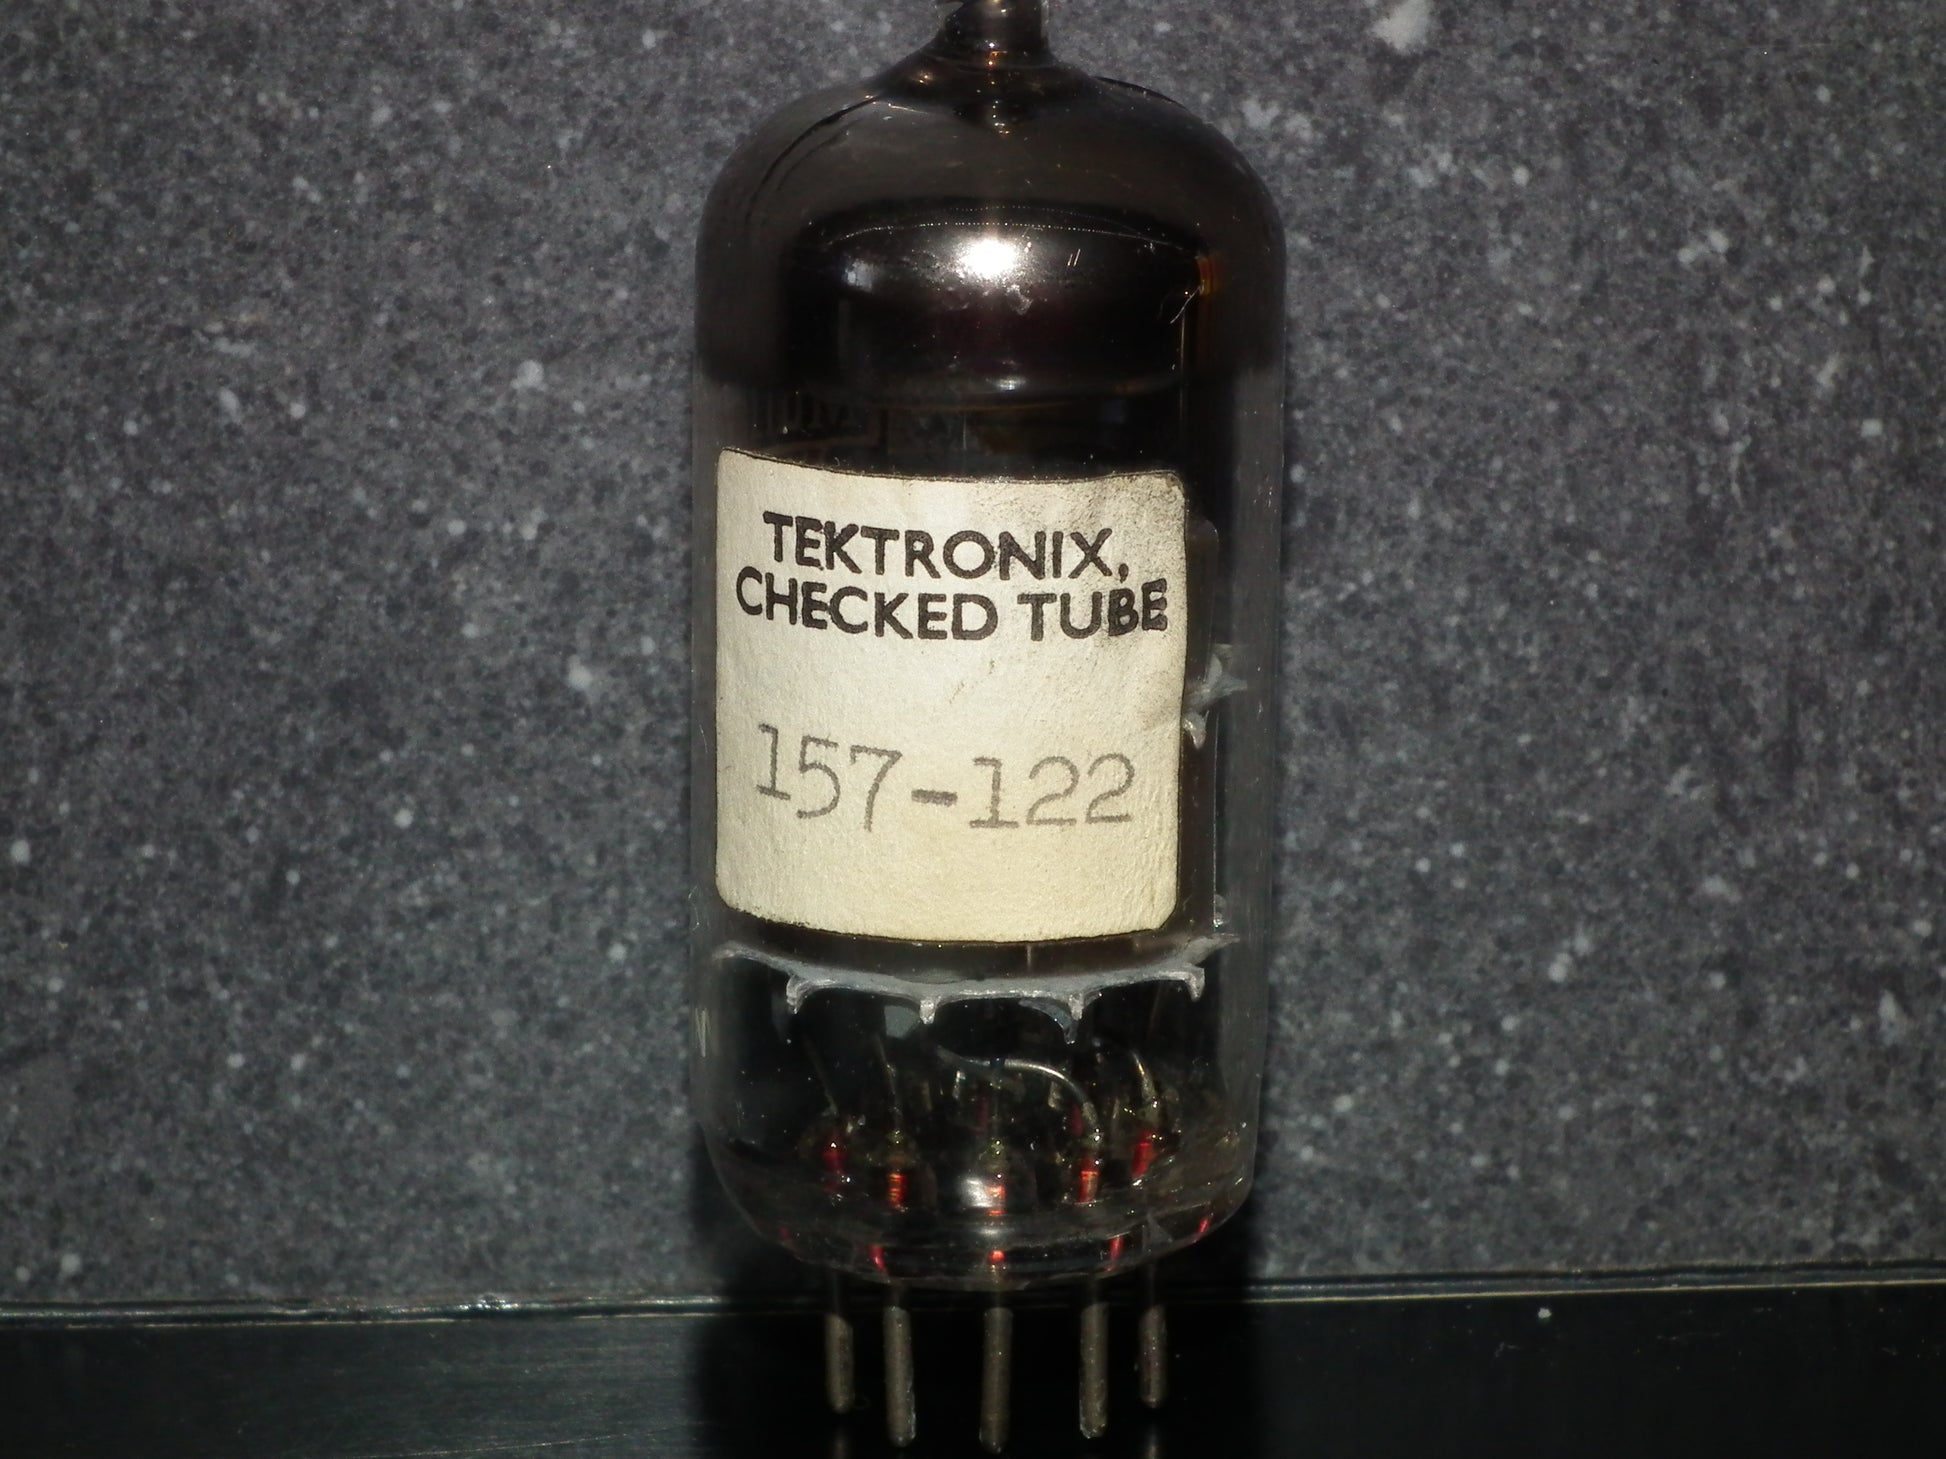 TEKTRONIX,
CHECKED TUBE
157-122